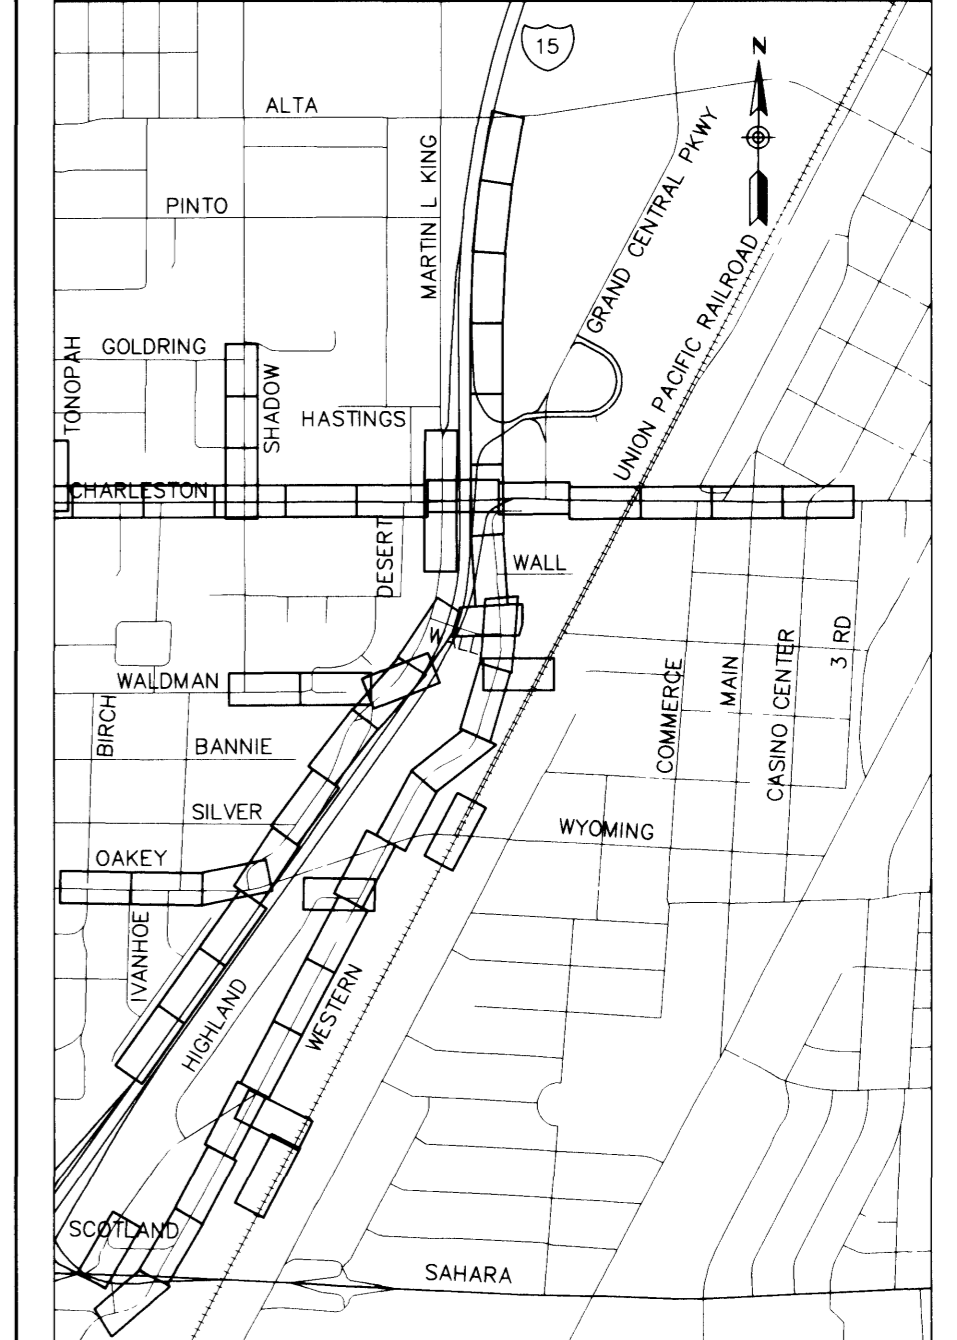 15
N
ALTA
MARTIN L KING
GRAND CENTRAL PKWY
PINTO
UNION PACIFIC RAILROAD
TONOPAH
GOLDRING
SHADOW
HASTINGS
CHARLESTON
DESERT
WALL
W
WALDMAN
COMMERCE
MAIN
CASINO CENTER
3 RD
BIRCH
BANNIE
SILVER
WYOMING
OAKEY
IVANHOE
HIGHLAND
WESTERN
SCOTLAND
SAHARA